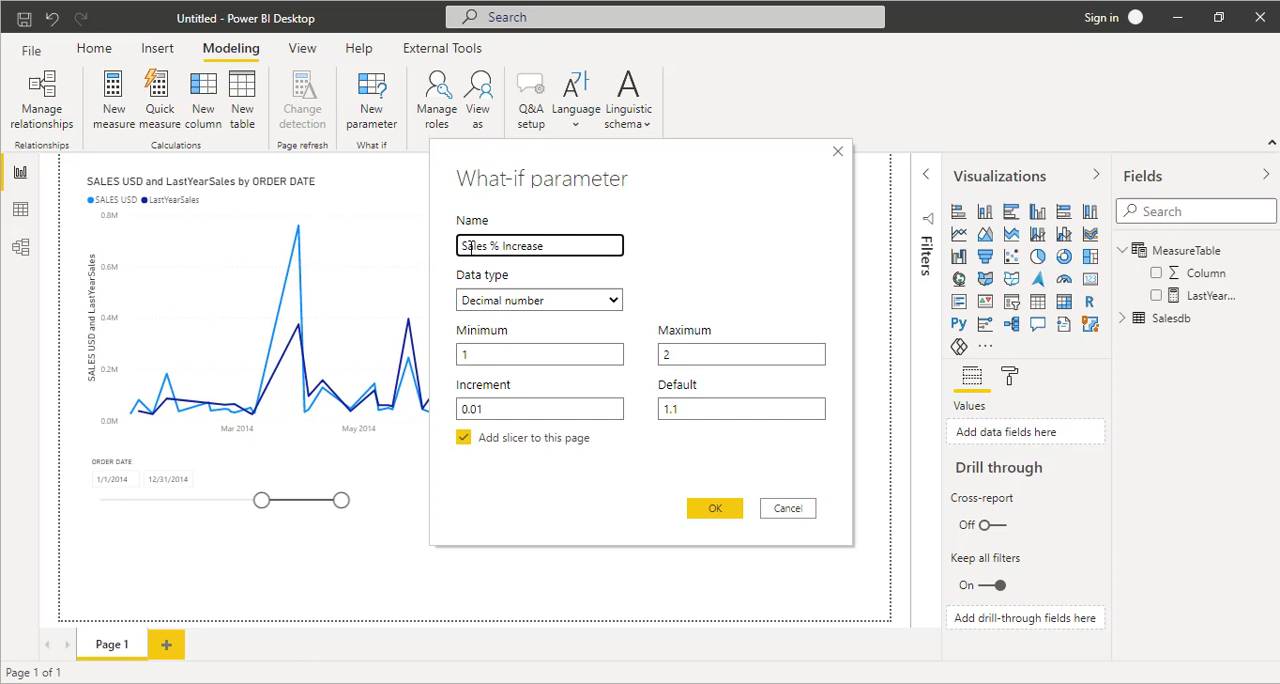 Untitled - Power BI Desktop
Search
Sign in
File
Home
Insert
Modeling
View
Help
External Tools
Manage relationships
New measure
Quick measure
New column
New table
Change detection
New parameter
Manage roles
View as
Q&A setup
Language
Linguistic schema
Relationships
Calculations
Page refresh
What if
SALES USD and LastYearSales by ORDER DATE
SALES USD
LastYearSales
0.8M
0.6M
0.4M
0.2M
0.0M
SALES USD and LastYearSales
Mar 2014
May 2014
ORDER DATE
1/1/2014
12/31/2014
What-if parameter
Name
Sales % Increase
Data type
Decimal number
Minimum
Maximum
1
2
Increment
Default
0.01
1.1
Add slicer to this page
OK
Cancel
Filters
Visualizations
R
Py
Values
Add data fields here
Drill through
Cross-report
Off
Keep all filters
On
Add drill-through fields here
Fields
Search
MeasureTable
Column
LastYear...
Salesdb
Page 1
Page 1 of 1